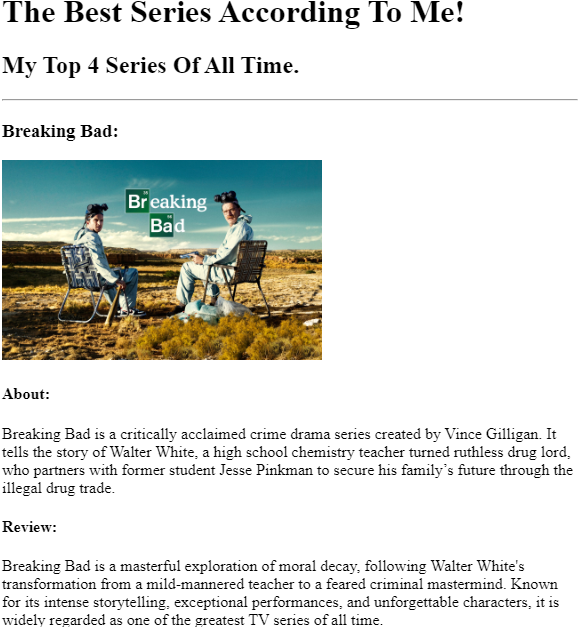 The Best Series According To Me!
My Top 4 Series Of All Time.
Breaking Bad:
Breaking
Bad
About:
Breaking Bad is a critically acclaimed crime drama series created by Vince Gilligan. It
tells the story of Walter White, a high school chemistry teacher turned ruthless drug lord,
who partners with former student Jesse Pinkman to secure his family’s future through the
illegal drug trade.
Review:
Breaking Bad is a masterful exploration of moral decay, following Walter White's
transformation from a mild-mannered teacher to a feared criminal mastermind. Known
for its intense storytelling, exceptional performances, and unforgettable characters, it is
widely regarded as one of the greatest TV series of all time.